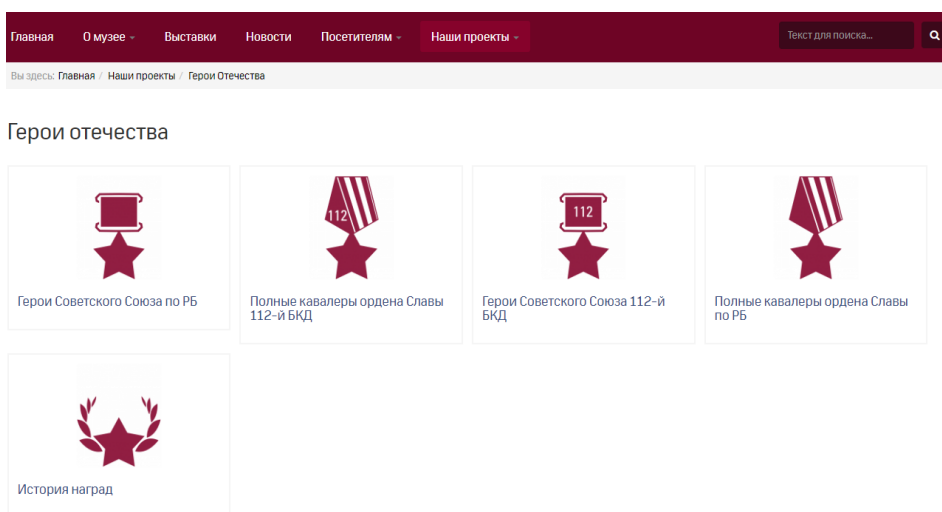 Главная О музее Выставки Новости Посетителям Наши проекты Текст для поиска...
Вы здесь: Главная / Наши проекты / Герои Отечества
Герои отечества
112
112
Герои Советского Союза по РБ
Полные кавалеры ордена Славы
112-й БКД
Герои Советского Союза 112-й
БКД
Полные кавалеры ордена Славы
по РБ
История наград